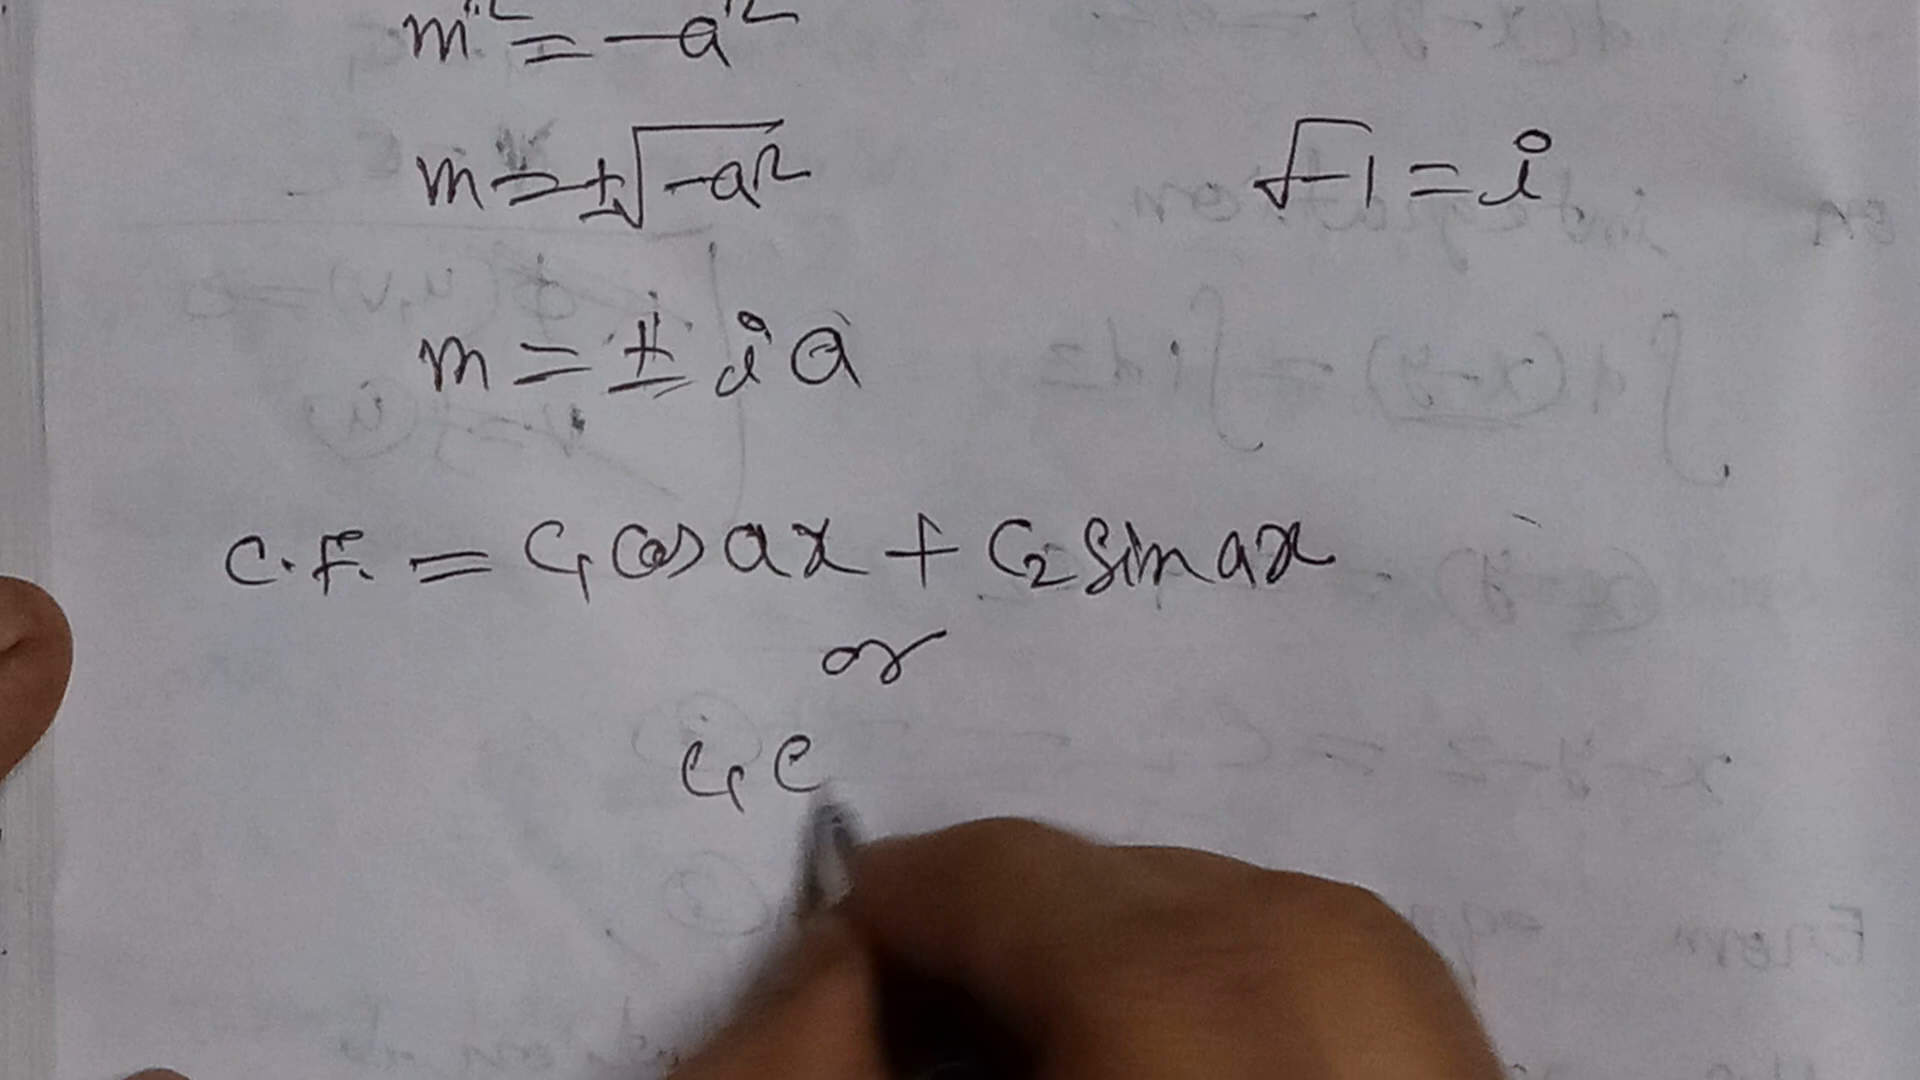 m² = -a²
m = ±√-a²
√-1 = i
m = ± i a
C.F. = C₁ cos ax + C₂ sin ax
or
C₁ e